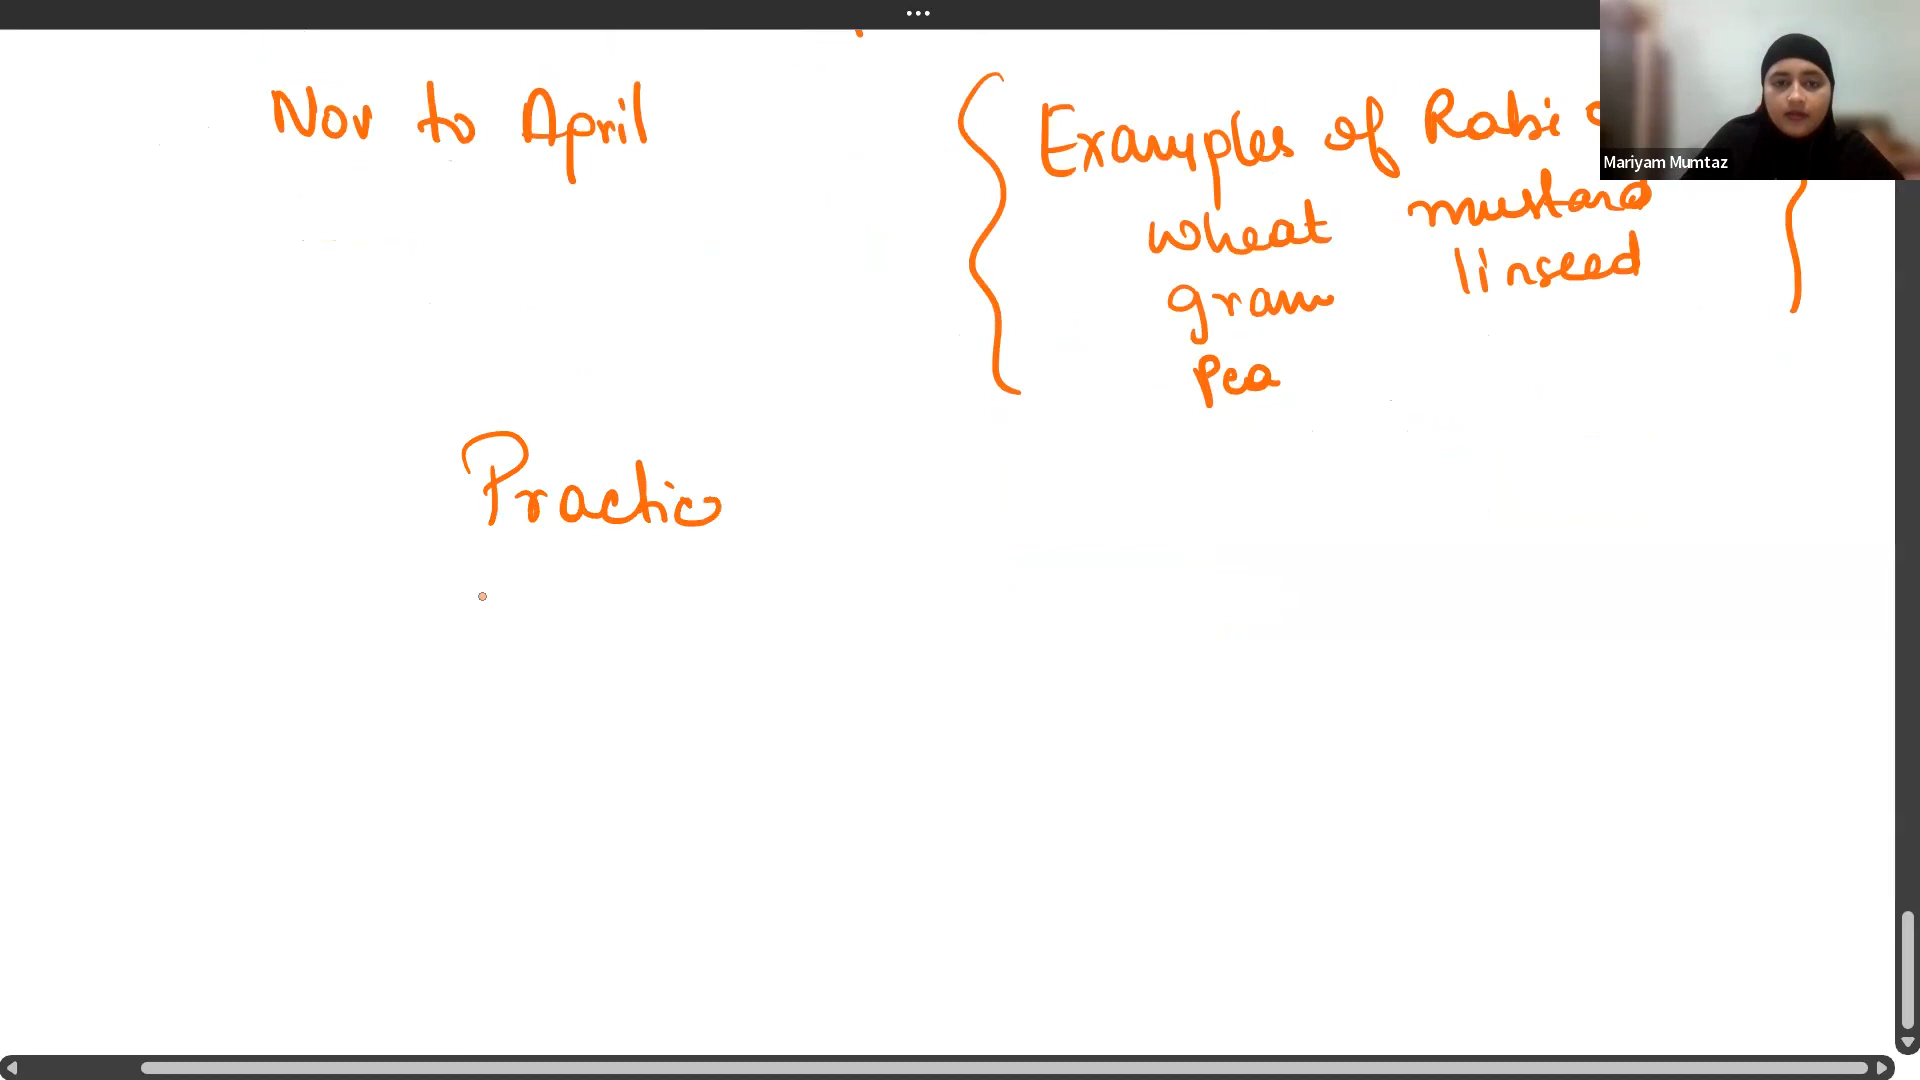 Nov to April
Examples of Rabi
wheat mustard
gram linseed
Pea
Practice
Mariyam Mumtaz